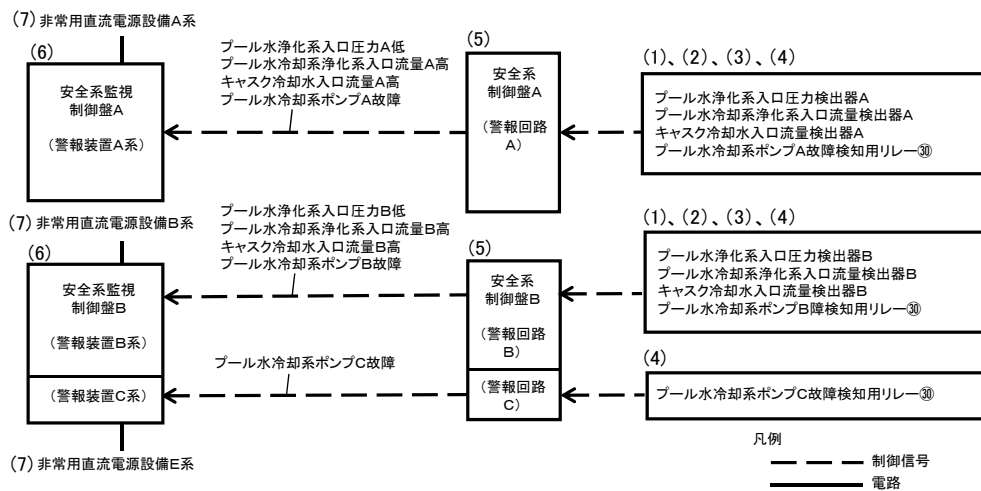 (7) 非常用直流電源設備A系
(6)
安全系監視
制御盤A
(警報装置A系)
プール水浄化系入口圧力A低
プール水冷却系浄化系入口流量A高
キャスク冷却水入口流量A高
プール水冷却系ポンプA故障
(5)
安全系
制御盤A
(警報回路
A)
(1)、(2)、(3)、(4)
プール水浄化系入口圧力検出器A
プール水冷却系浄化系入口流量検出器A
キャスク冷却水入口流量検出器A
プール水冷却系ポンプA故障検知用リレー㉚
(7) 非常用直流電源設備B系
(6)
安全系監視
制御盤B
(警報装置B系)
プール水浄化系入口圧力B低
プール水冷却系浄化系入口流量B高
キャスク冷却水入口流量B高
プール水冷却系ポンプB故障
(5)
安全系
制御盤B
(警報回路
B)
(1)、(2)、(3)、(4)
プール水浄化系入口圧力検出器B
プール水冷却系浄化系入口流量検出器B
キャスク冷却水入口流量検出器B
プール水冷却系ポンプB障検知用リレー㉚
(警報装置C系)
プール水冷却系ポンプC故障
(警報回路
C)
(4)
プール水冷却系ポンプC故障検知用リレー㉚
(7) 非常用直流電源設備E系
凡例
制御信号
電路